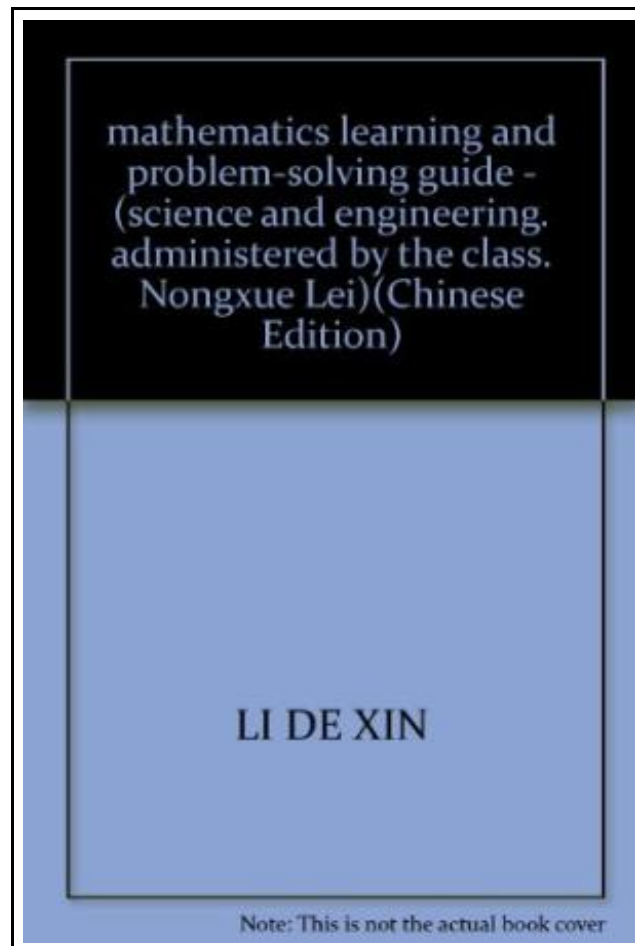 mathematics learning and
problem-solving guide -
(science and engineering.
administered by the class.
Nongxue Lei)(Chinese
Edition)
LI DE XIN
Note: This is not the actual book cover